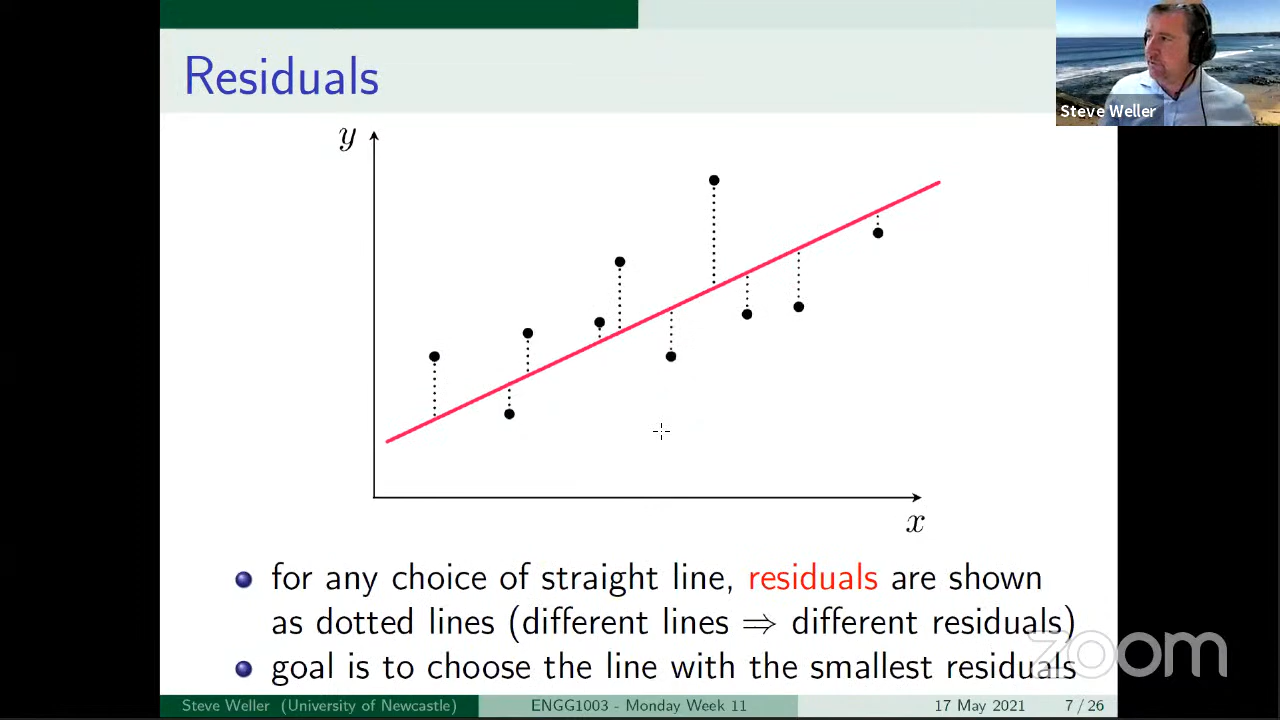 Residuals
Steve Weller
y
x
for any choice of straight line, residuals are shown
as dotted lines (different lines ⇒ different residuals)
goal is to choose the line with the smallest residuals
zoom
Steve Weller (University of Newcastle)
ENGG1003 - Monday Week 11
17 May 2021
7 / 26